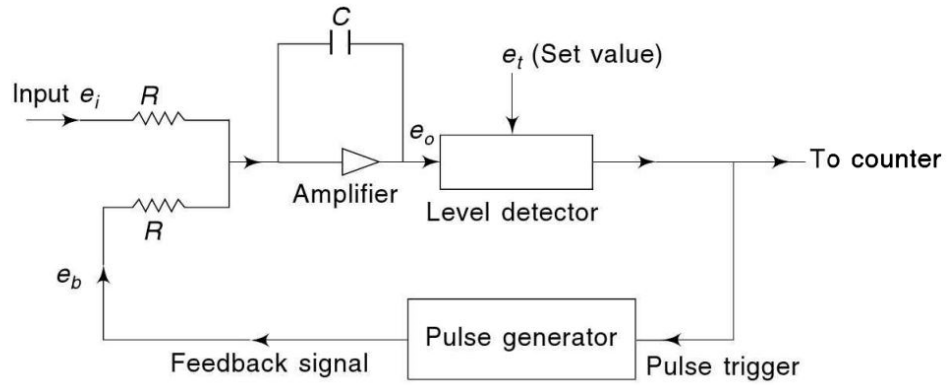 C
e_t (Set value)
Input e_i
R
e_o
To counter
Amplifier
Level detector
R
e_b
Pulse generator
Feedback signal
Pulse trigger